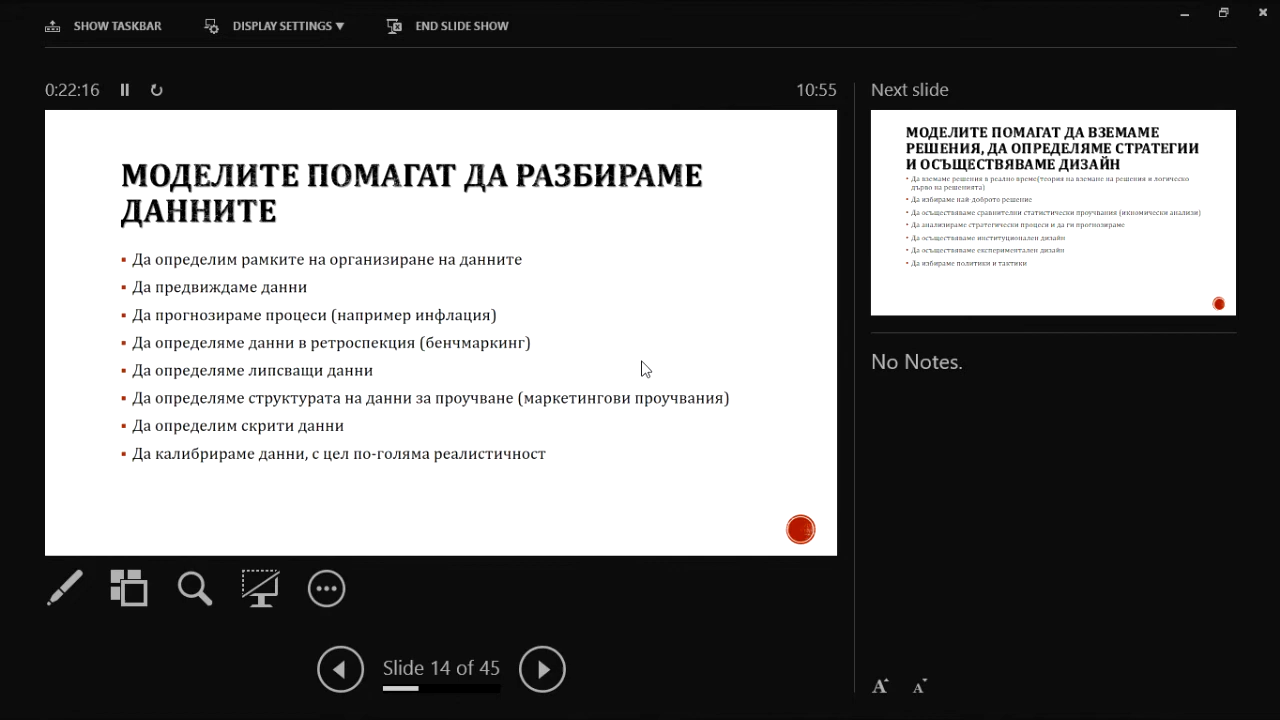 SHOW TASKBAR
DISPLAY SETTINGS
END SLIDE SHOW
0:22:16
10:55
Next slide
МОДЕЛИТЕ ПОМАГАТ ДА РАЗБИРАМЕ
ДАННИТЕ
▪ Да определим рамките на организиране на данните
▪ Да предвиждаме данни
▪ Да прогнозираме процеси (например инфлация)
▪ Да определяме данни в ретроспекция (бенчмаркинг)
▪ Да определяме липсващи данни
▪ Да определяме структурата на данни за проучване (маркетингови проучвания)
▪ Да определим скрити данни
▪ Да калибрираме данни, с цел по-голяма реалистичност
МОДЕЛИТЕ ПОМАГАТ ДА ВЗЕМАМЕ
РЕШЕНИЯ, ДА ОПРЕДЕЛЯМЕ СТРАТЕГИИ
И ОСЪЩЕСТВЯВАМЕ ДИЗАЙН
▪ Да вземаме решения в реално време(теория на вземане на решения и логическо
дърво на решенията)
▪ Да избираме най-доброто решение
▪ Да осъществяваме сравнителни статистически проучвания (икономически анализи)
▪ Да анализираме стратегически процеси и да ги прогнозираме
▪ Да осъществяваме институционален дизайн
▪ Да осъществяваме експериментален дизайн
▪ Да избираме политики и тактики
No Notes.
Slide 14 of 45
A A